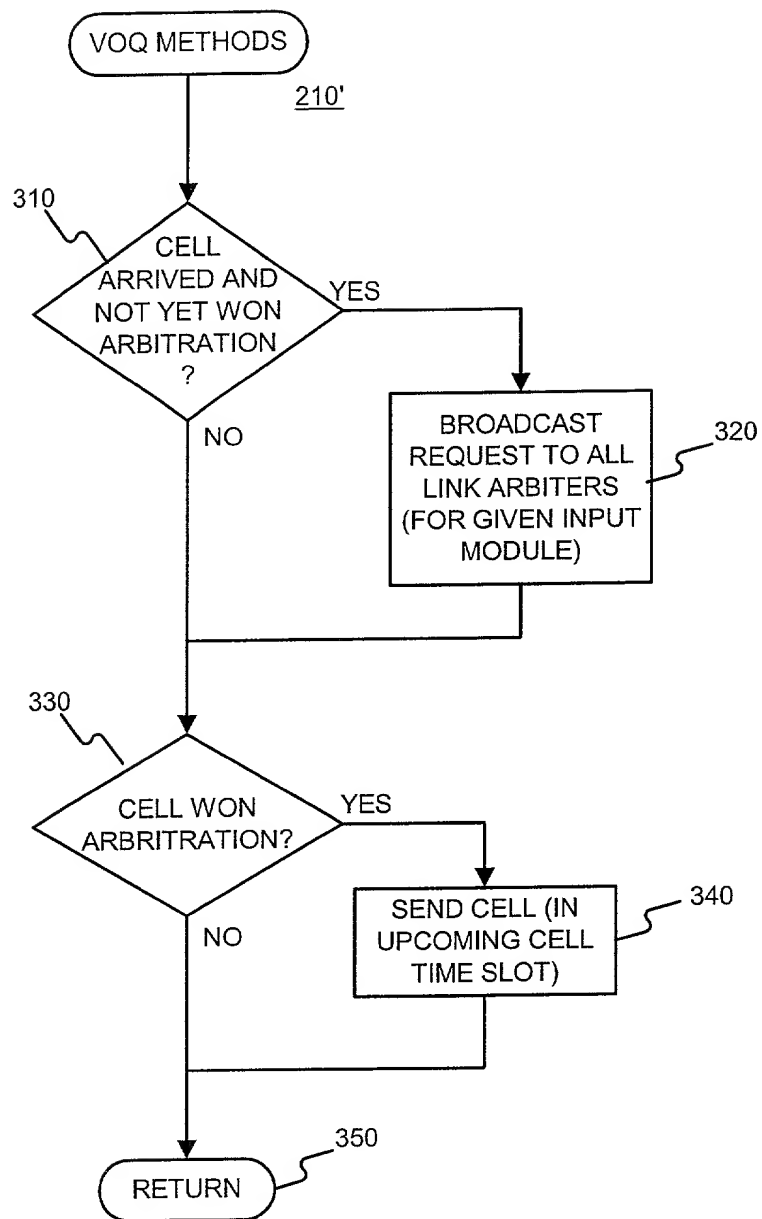 VOQ METHODS
210'
310
CELL
ARRIVED AND
NOT YET WON
ARBITRATION
?
YES
NO
BROADCAST
REQUEST TO ALL
LINK ARBITERS
(FOR GIVEN INPUT
MODULE)
320
330
CELL WON
ARBRITRATION?
YES
NO
SEND CELL (IN
UPCOMING CELL
TIME SLOT)
340
350
RETURN